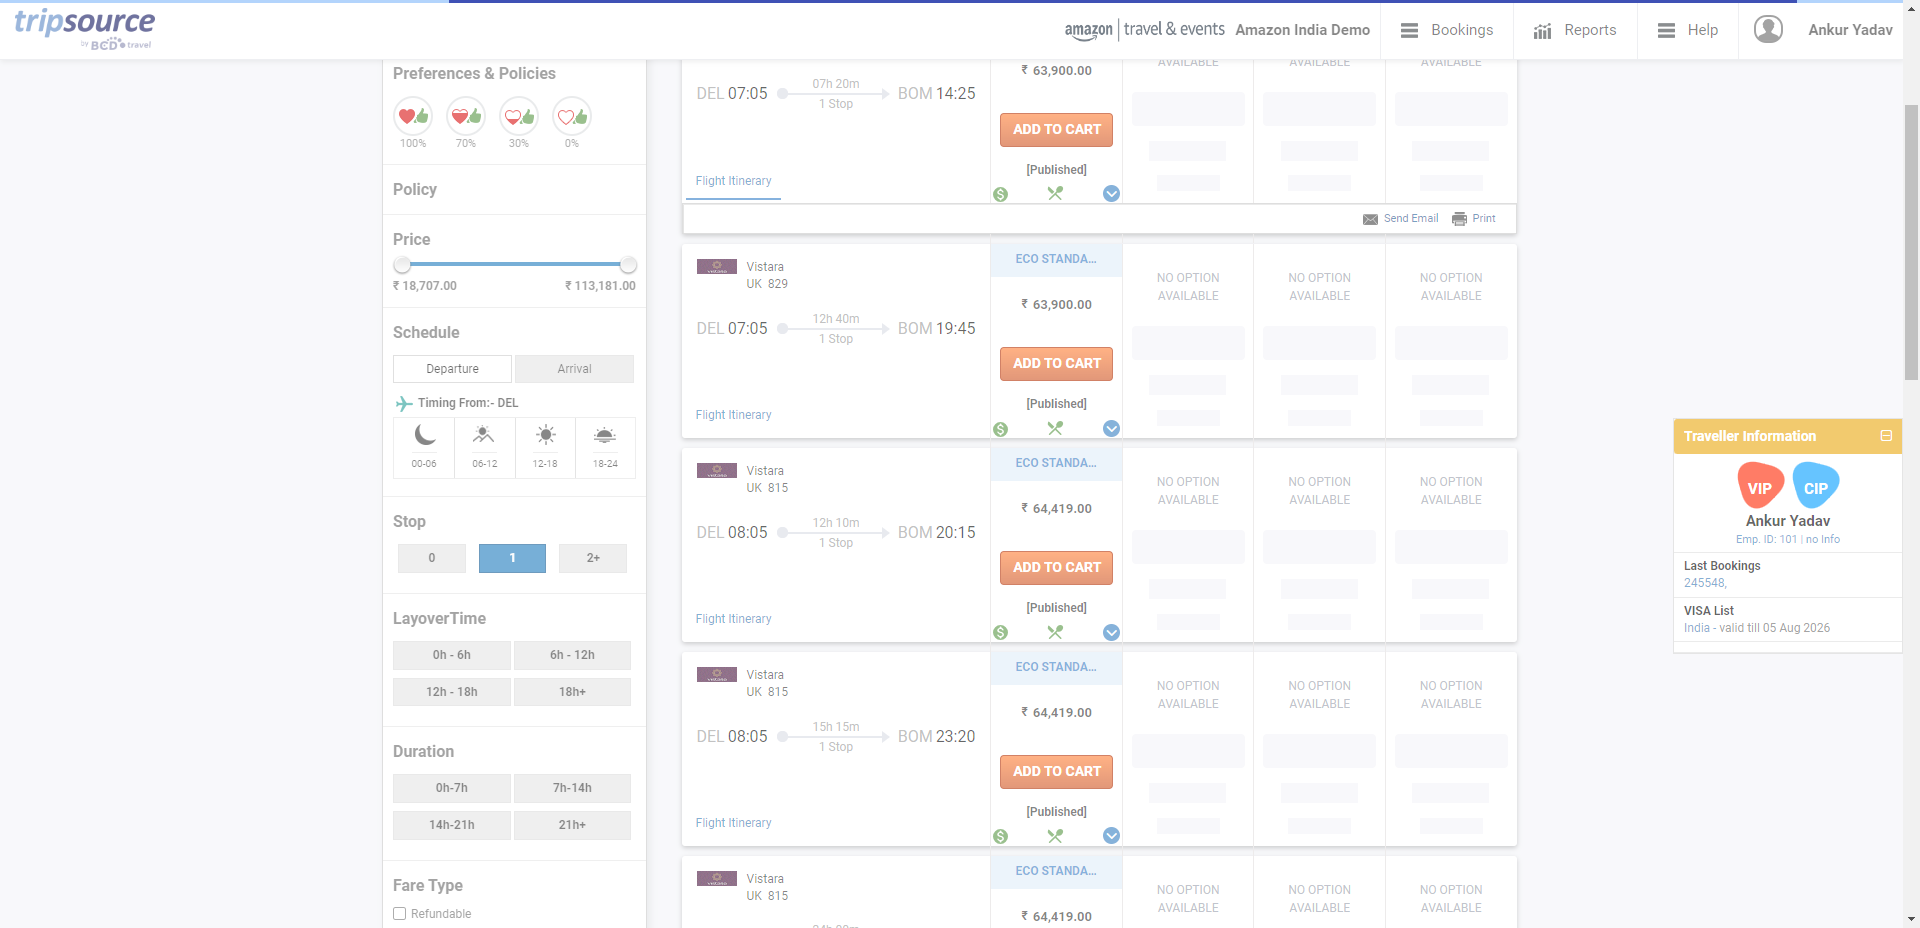 tripsource
by BCD travel
amazon travel & events Amazon India Demo
Bookings
Reports
Help
Ankur Yadav
Preferences & Policies
100% 70% 30% 0%
Policy
Price
₹ 18,707.00 ₹ 113,181.00
Schedule
Departure Arrival
Timing From:- DEL
00-06 06-12 12-18 18-24
Stop
0 1 2+
LayoverTime
0h - 6h 6h - 12h
12h - 18h 18h+
Duration
0h-7h 7h-14h
14h-21h 21h+
Fare Type
Refundable
₹ 63,900.00 AVAILABLE AVAILABLE AVAILABLE
DEL 07:05 07h 20m BOM 14:25
1 Stop
ADD TO CART
[Published]
Flight Itinerary
Send Email Print
Vistara
UK 829
ECO STANDA...
NO OPTION AVAILABLE NO OPTION AVAILABLE NO OPTION AVAILABLE
₹ 63,900.00
DEL 07:05 12h 40m BOM 19:45
1 Stop
ADD TO CART
[Published]
Flight Itinerary
Vistara
UK 815
ECO STANDA...
NO OPTION AVAILABLE NO OPTION AVAILABLE NO OPTION AVAILABLE
₹ 64,419.00
DEL 08:05 12h 10m BOM 20:15
1 Stop
ADD TO CART
[Published]
Flight Itinerary
Vistara
UK 815
ECO STANDA...
NO OPTION AVAILABLE NO OPTION AVAILABLE NO OPTION AVAILABLE
₹ 64,419.00
DEL 08:05 15h 15m BOM 23:20
1 Stop
ADD TO CART
[Published]
Flight Itinerary
Vistara
UK 815
ECO STANDA...
NO OPTION AVAILABLE NO OPTION AVAILABLE NO OPTION AVAILABLE
₹ 64,419.00
Traveller Information
VIP CIP
Ankur Yadav
Emp. ID: 101 | no Info
Last Bookings
245548,
VISA List
India - valid till 05 Aug 2026